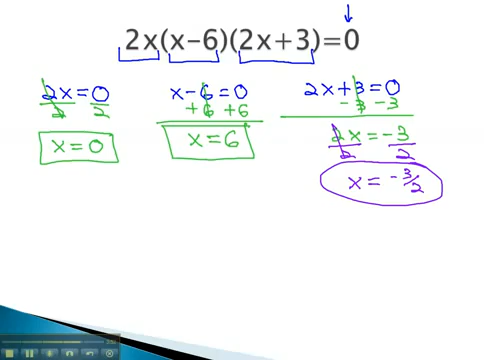 2x(x-6)(2x+3)=0
2x=0   x-6=0   2x+3=0
2   2   +6 +6   -3 -3
x=0   x=6   2x=-3
2   2
x=-3/2